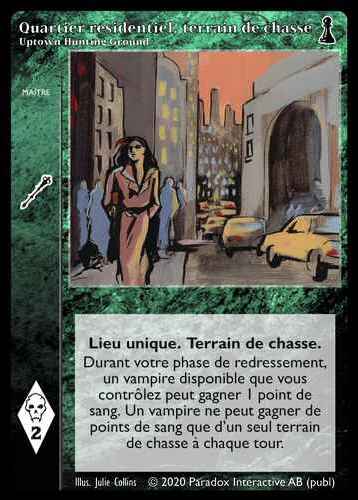 Quartier résidentiel, terrain de chasse
Uptown Hunting Ground
MAÎTRE
Lieu unique. Terrain de chasse.
Durant votre phase de redressement,
un vampire disponible que vous
contrôlez peut gagner 1 point de
sang. Un vampire ne peut gagner de
points de sang que d'un seul terrain
de chasse à chaque tour.
2
Illus. Julie Collins © 2020 Paradox Interactive AB (publ)